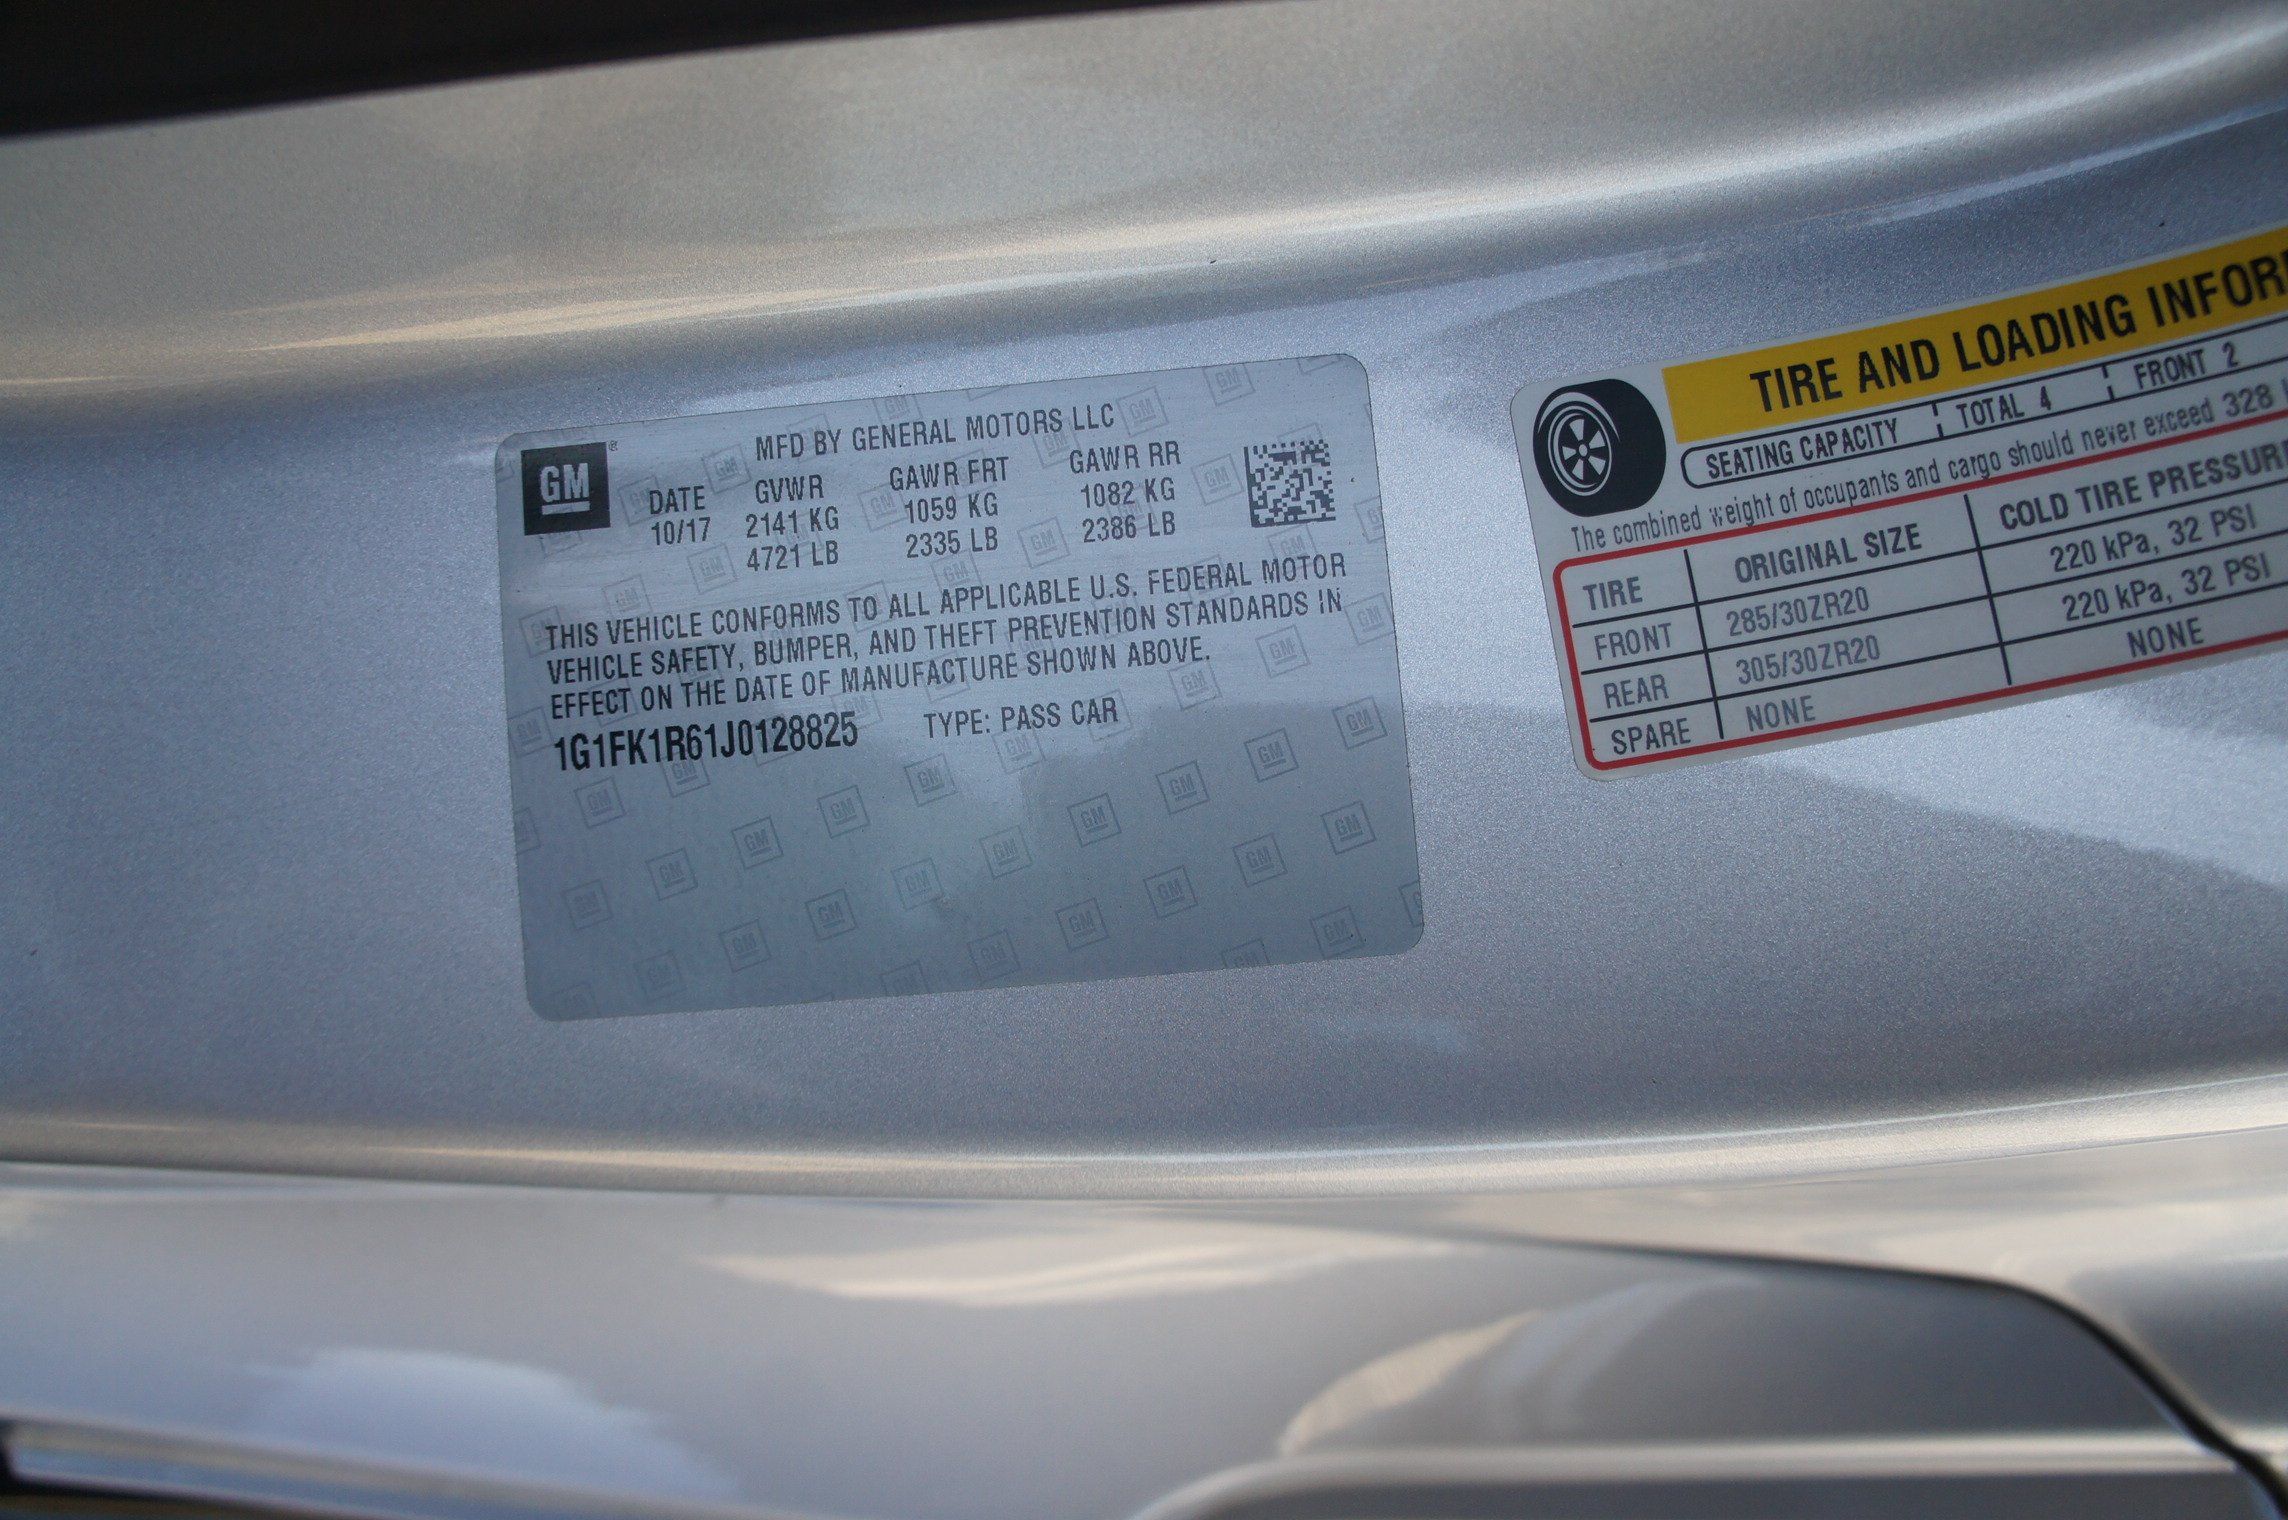 GM
MFD BY GENERAL MOTORS LLC
DATE GVWR GAWR FRT GAWR RR
10/17 2141 KG 1059 KG 1082 KG
4721 LB 2335 LB 2386 LB
THIS VEHICLE CONFORMS TO ALL APPLICABLE U.S. FEDERAL MOTOR
VEHICLE SAFETY, BUMPER, AND THEFT PREVENTION STANDARDS IN
EFFECT ON THE DATE OF MANUFACTURE SHOWN ABOVE.
1G1FK1R61J0128825 TYPE: PASS CAR
TIRE AND LOADING INFOR
SEATING CAPACITY TOTAL 4 FRONT 2
The combined weight of occupants and cargo should never exceed 328
TIRE ORIGINAL SIZE COLD TIRE PRESSURE
FRONT 285/30ZR20 220 kPa, 32 PSI
REAR 305/30ZR20 220 kPa, 32 PSI
SPARE NONE NONE